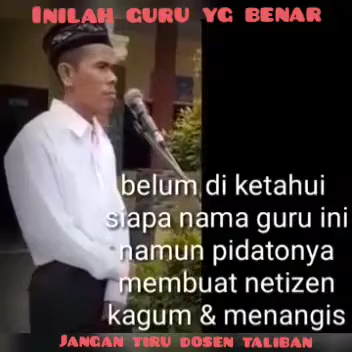 INILAH GURU YG BENAR
belum di ketahui
siapa nama guru ini
namun pidatonya
membuat netizen
kagum & menangis
JANGAN TIRU DOSEN TALIBAN